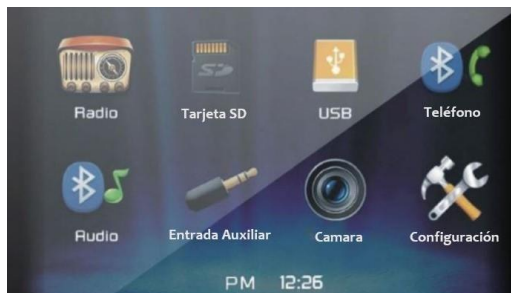 Radio Tarjeta SD USB Teléfono
Audio Entrada Auxiliar Camara Configuración
PM 12:26